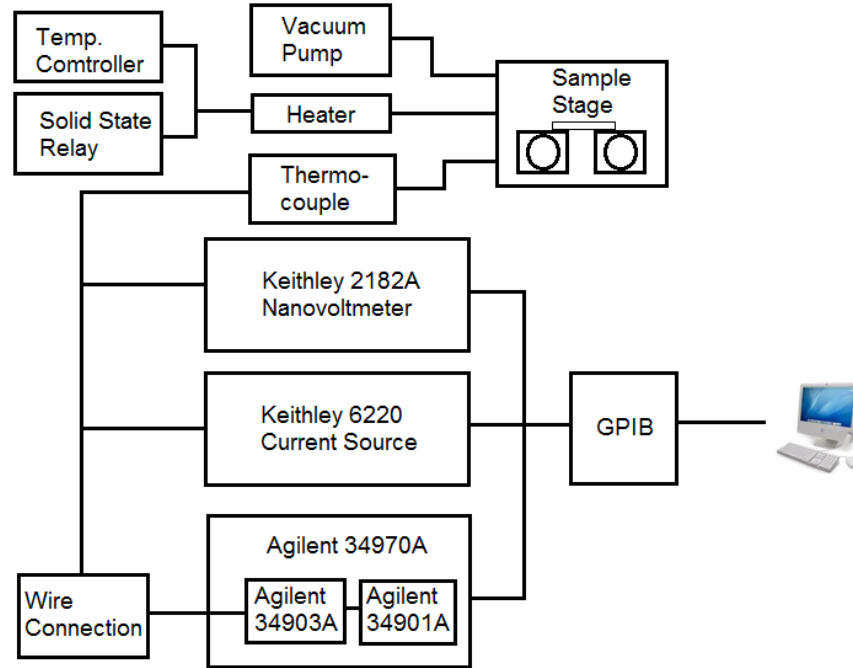 Temp.
Comtroller
Vacuum
Pump
Sample
Stage
Solid State
Relay
Heater
Thermo-
couple
Keithley 2182A
Nanovoltmeter
Keithley 6220
Current Source
GPIB
Agilent 34970A
Wire
Connection
Agilent
34903A
Agilent
34901A